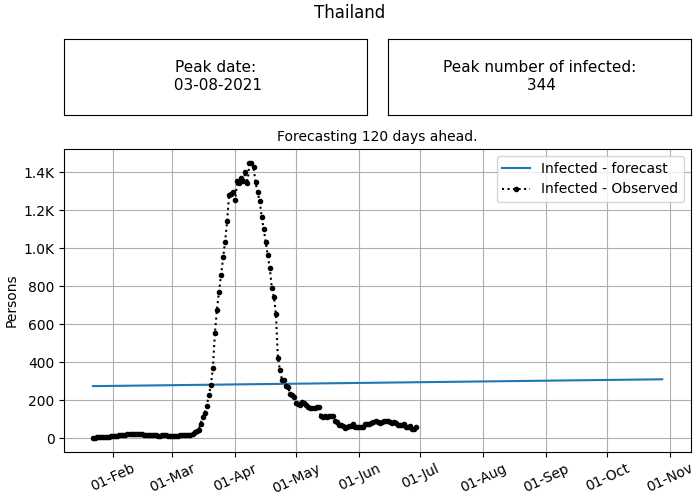 Thailand
Peak date:
03-08-2021
Peak number of infected:
344
Forecasting 120 days ahead.
Infected - forecast
Infected - Observed
Persons
1.4K
1.2K
1.0K
800
600
400
200
0
01-Feb
01-Mar
01-Apr
01-May
01-Jun
01-Jul
01-Aug
01-Sep
01-Oct
01-Nov